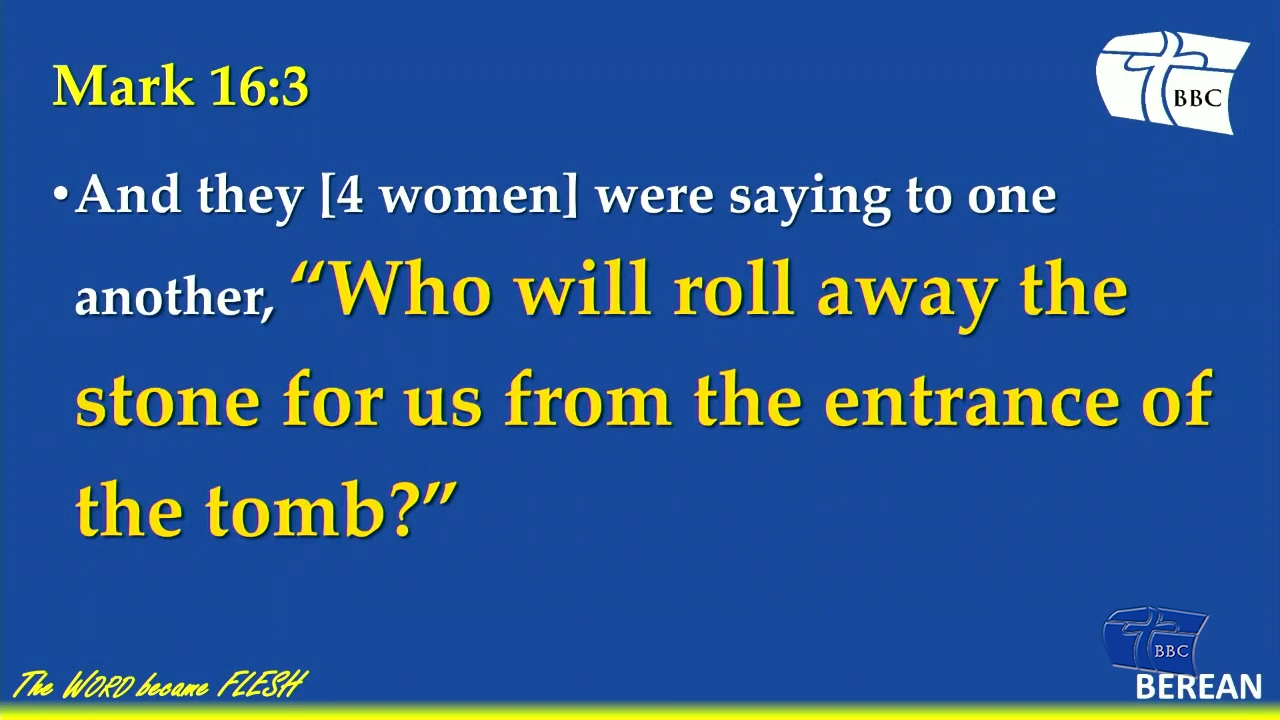 Mark 16:3
BBC
•And they [4 women] were saying to one
another, “Who will roll away the
stone for us from the entrance of
the tomb?”
BBC
The WORD became FLESH
BEREAN